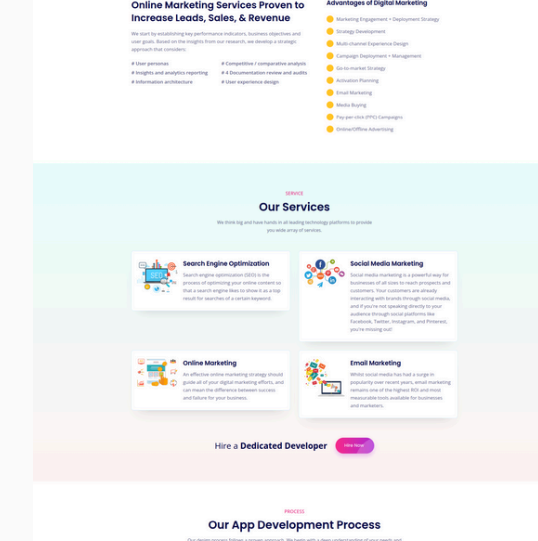 Online Marketing Services Proven to
Increase Leads, Sales, & Revenue
We start by establishing key performance indicators, business objectives and
user goals. Based on the insights from our research, we develop a strategic
approach that considers:
# User personas
# Insights and analytics reporting
# Information architecture
# Competitive / comparative analysis
# 4 Documentation review and audits
# User experience design
Advantages of Digital Marketing
Marketing Engagement + Deployment Strategy
Strategy Development
Multi-channel Experience Design
Campaign Deployment + Management
Go-to-market Strategy
Activation Planning
Email Marketing
Media Buying
Pay-per-click (PPC) Campaigns
Online/Offline Advertising
SERVICE
Our Services
We think big and have hands in all leading technology platforms to provide
you wide array of services.
SEO
Search Engine Optimization
Search engine optimization (SEO) is the
process of optimizing your online content so
that a search engine likes to show it as a top
result for searches of a certain keyword.
Social Media Marketing
Social media marketing is a powerful way for
businesses of all sizes to reach prospects and
customers. Your customers are already
interacting with brands through social media,
and if you're not speaking directly to your
audience through social platforms like
Facebook, Twitter, Instagram, and Pinterest,
you're missing out!
Online Marketing
An effective online marketing strategy should
guide all of your digital marketing efforts, and
can mean the difference between success
and failure for your business.
Email Marketing
Whilst social media has had a surge in
popularity over recent years, email marketing
remains one of the highest ROI and most
measurable tools available for businesses
and marketers.
Hire a Dedicated Developer
Hire Now
PROCESS
Our App Development Process